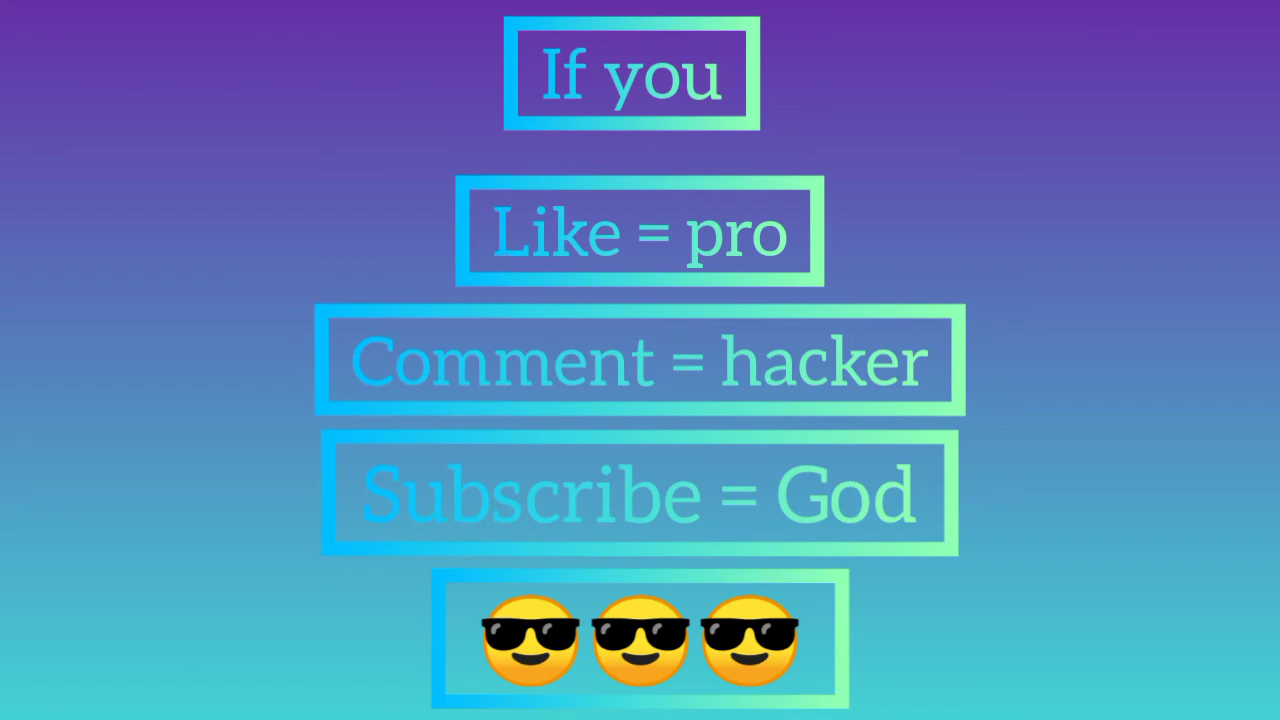 If you
Like = pro
Comment = hacker
Subscribe = God
😎😎😎